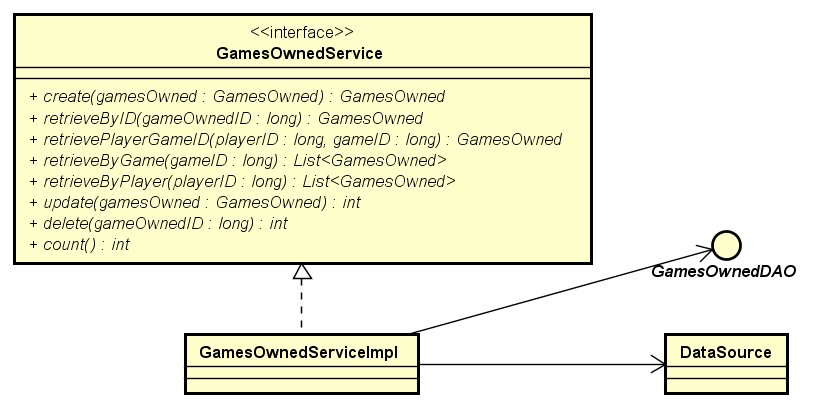 <<interface>>
GamesOwnedService
+ create(gamesOwned : GamesOwned) : GamesOwned
+ retrieveByID(gameOwnedID : long) : GamesOwned
+ retrievePlayerGameID(playerID : long, gameID : long) : GamesOwned
+ retrieveByGame(gameID : long) : List<GamesOwned>
+ retrieveByPlayer(playerID : long) : List<GamesOwned>
+ update(gamesOwned : GamesOwned) : int
+ delete(gameOwnedID : long) : int
+ count() : int
GamesOwnedDAO
GamesOwnedServiceImpl
DataSource